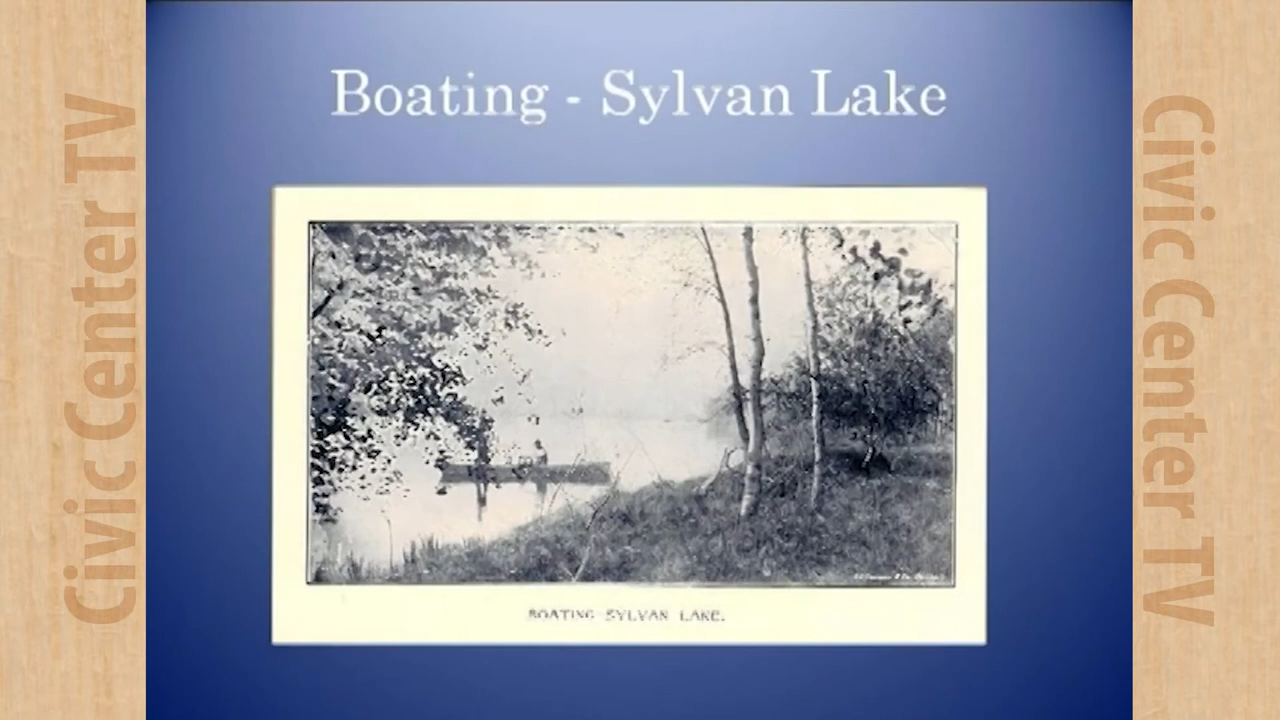 Boating - Sylvan Lake
Civic Center TV
BOATING SYLVAN LAKE.
Civic Center TV